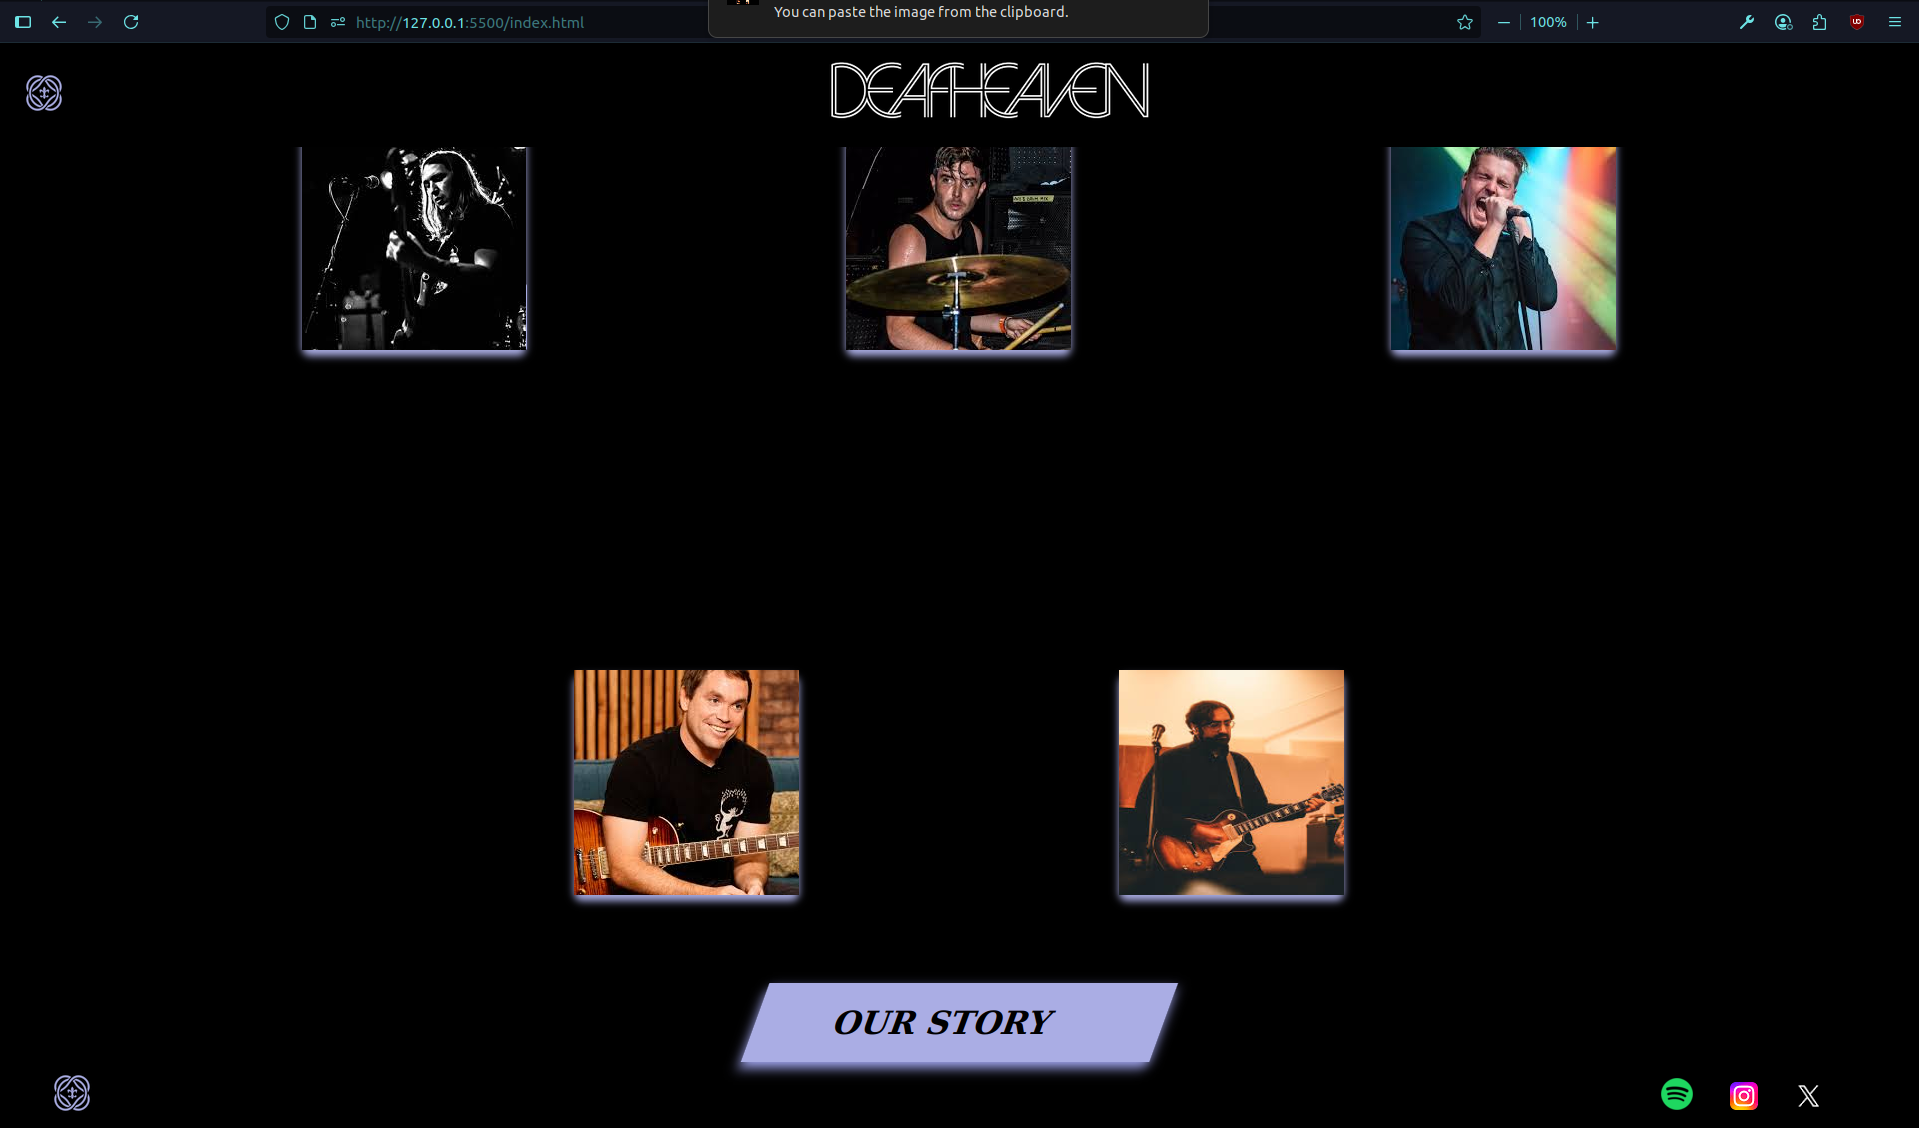 You can paste the image from the clipboard.
http://127.0.0.1:5500/index.html
100%
DEAFHEAVEN
OUR STORY